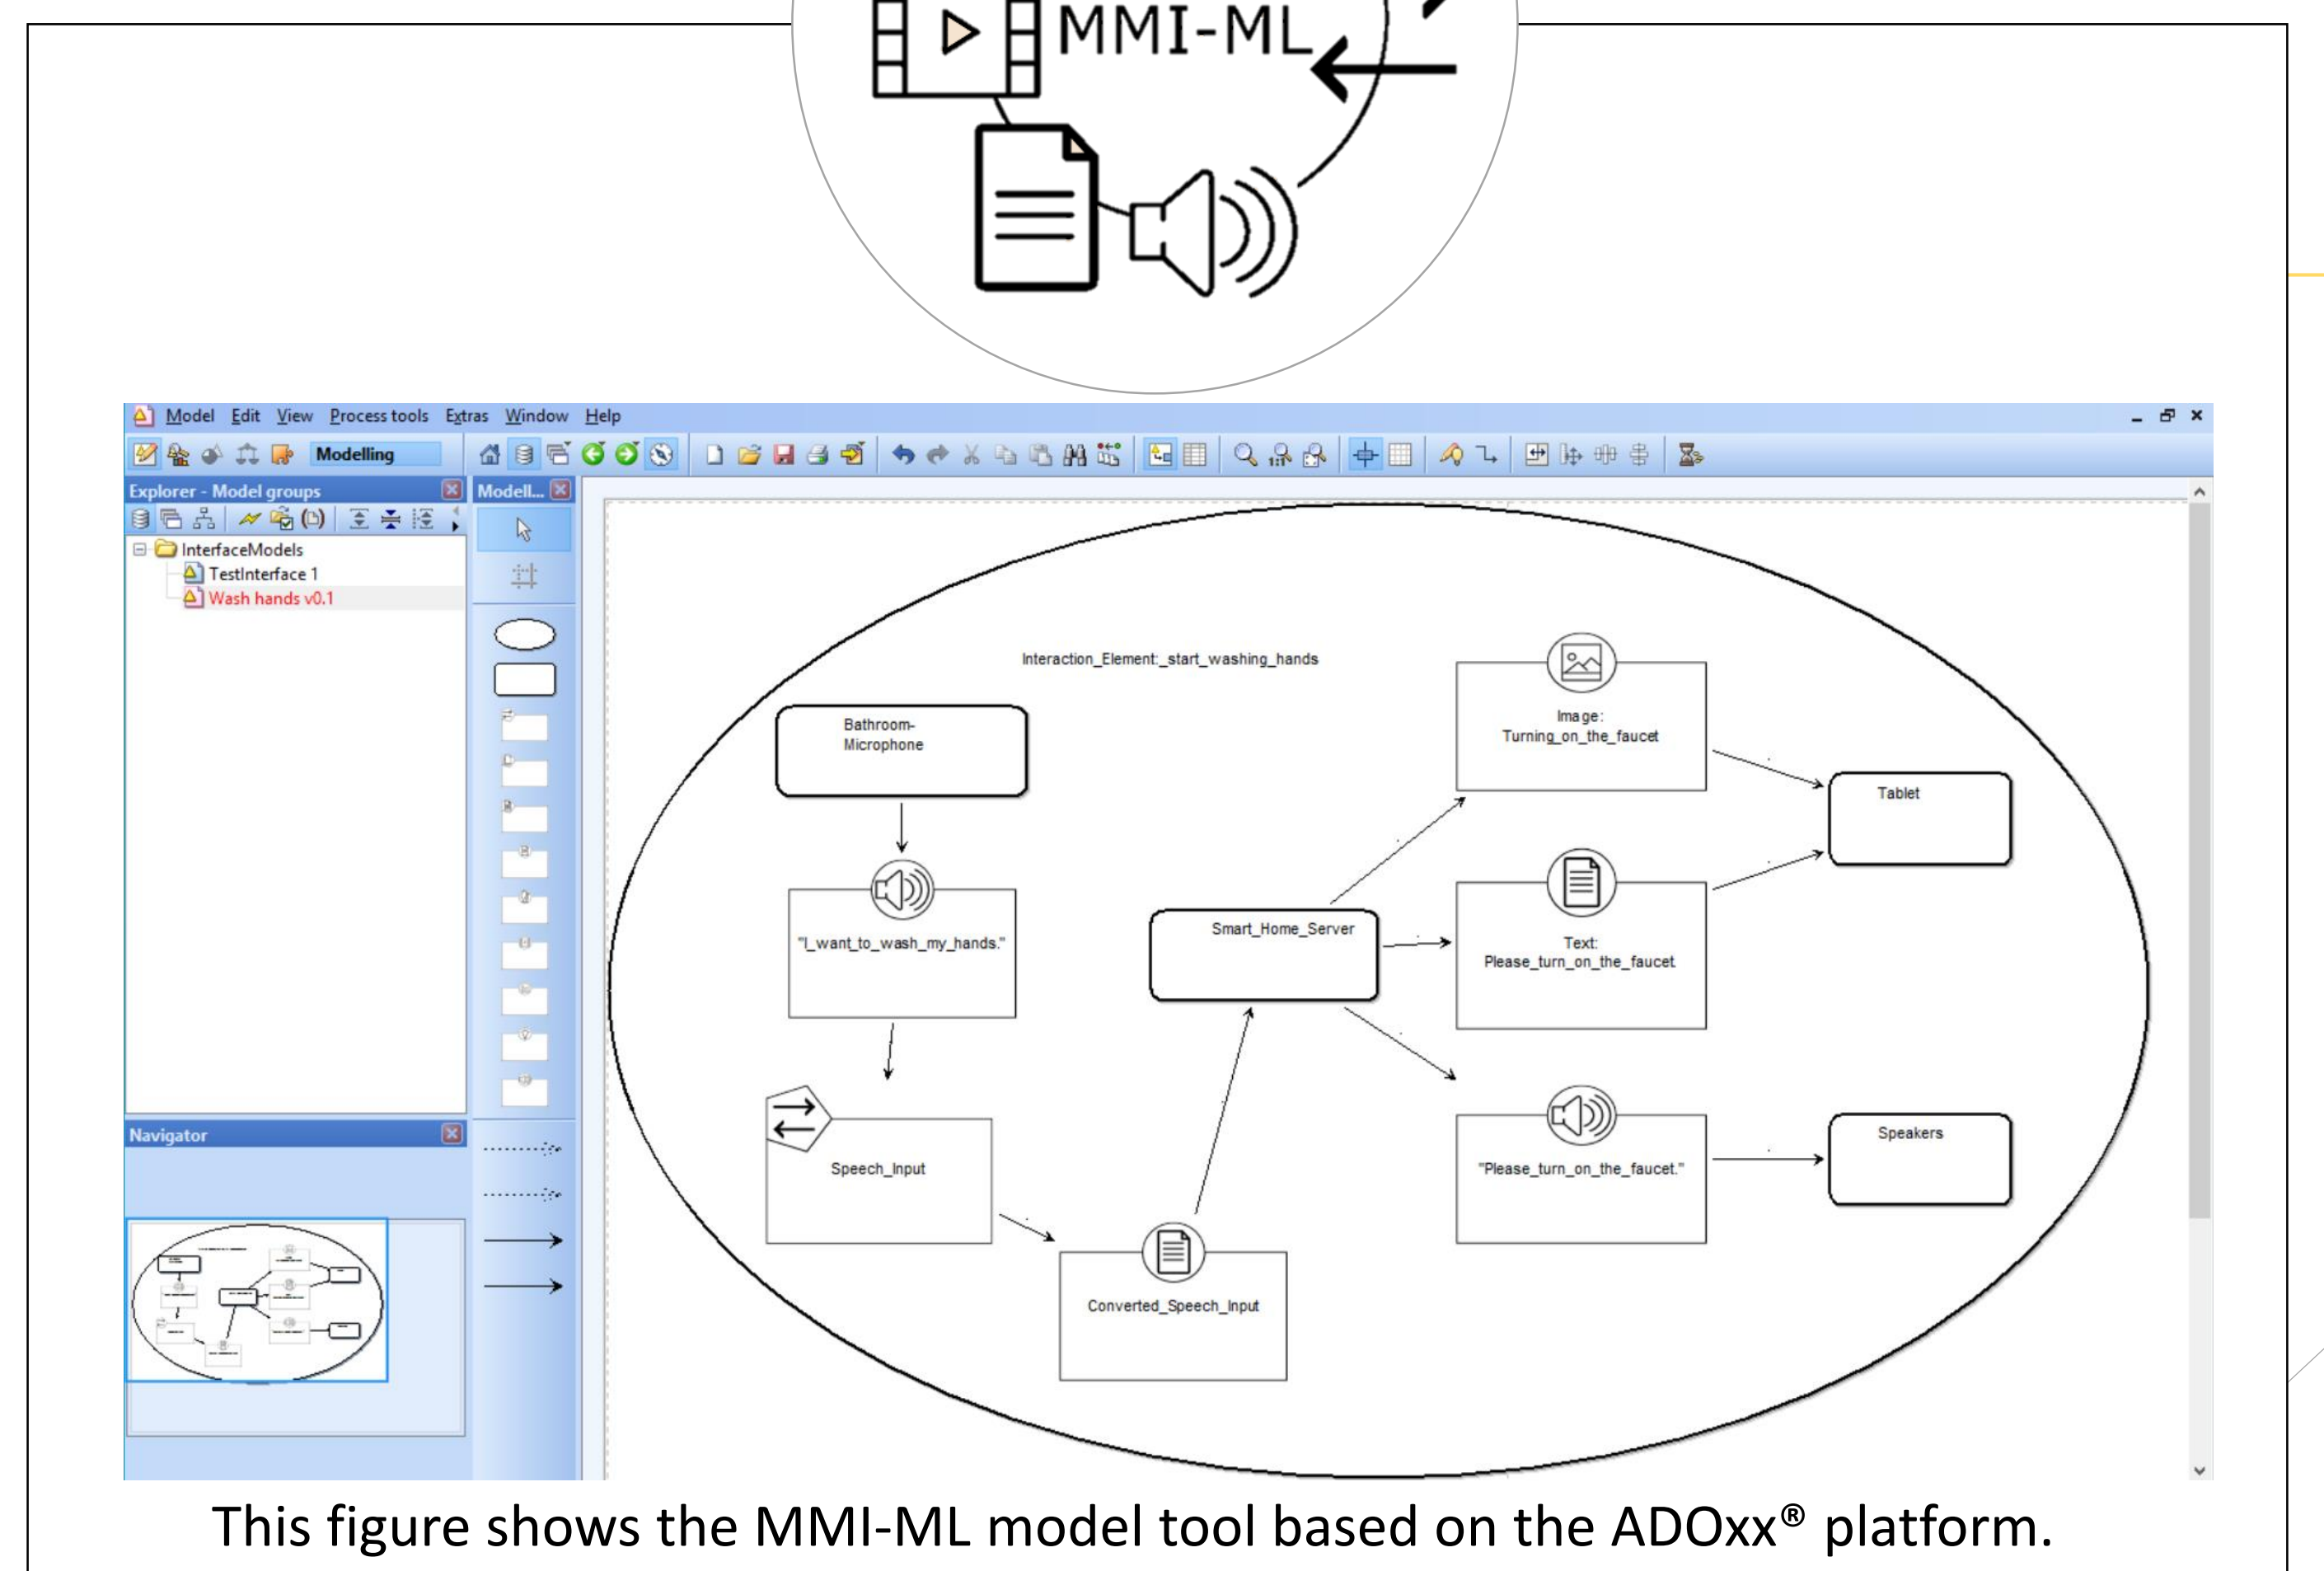 MMI-ML
Model Edit View Process tools Extras Window Help
Modelling
Explorer - Model groups
Modell...
InterfaceModels
TestInterface 1
Wash hands v0.1
Navigator
Interaction_Element:_start_washing_hands
Bathroom-
Microphone
"I_want_to_wash_my_hands."
Speech_Input
Converted_Speech_Input
Smart_Home_Server
Image:
Turning_on_the_faucet
Text:
Please_turn_on_the_faucet
"Please_turn_on_the_faucet."
Tablet
Speakers
This figure shows the MMI-ML model tool based on the ADOxx® platform.